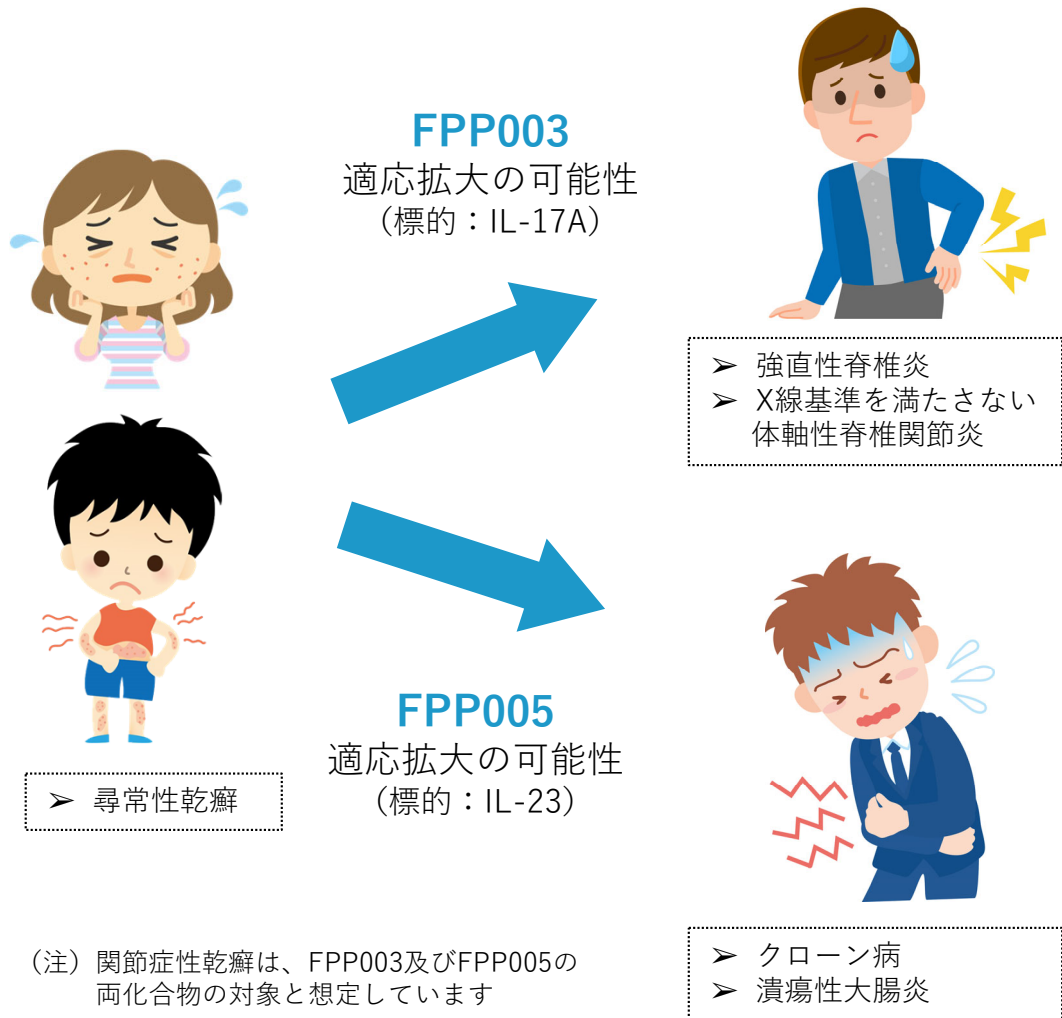 FPP003
適応拡大の可能性
（標的：IL-17A）
➢ 強直性脊椎炎
➢ X線基準を満たさない
体軸性脊椎関節炎
FPP005
適応拡大の可能性
（標的：IL-23）
➢ 尋常性乾癬
（注）関節症性乾癬は、FPP003及びFPP005の
両化合物の対象と想定しています
➢ クローン病
➢ 潰瘍性大腸炎